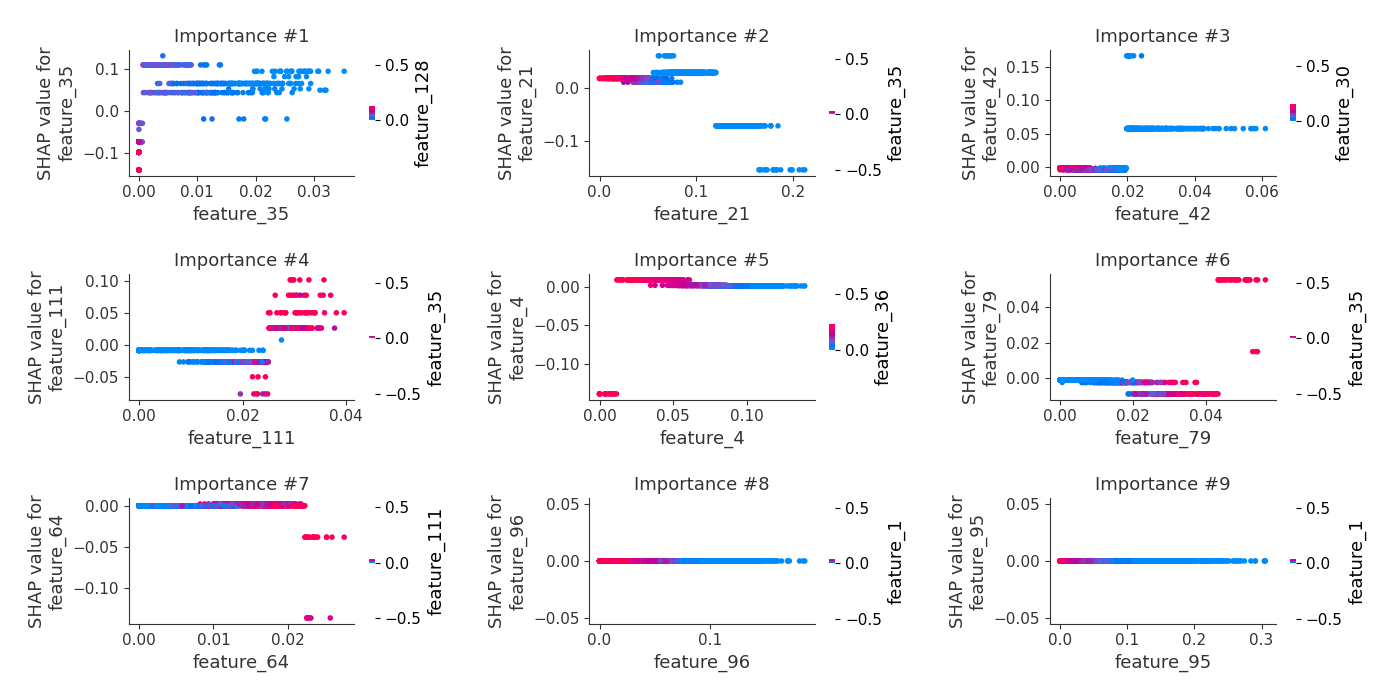 Importance #1
SHAP value for
feature_35
0.1
0.0
−0.1
0.00
0.01
0.02
0.03
feature_35
0.5
0.0
feature_128
Importance #2
SHAP value for
feature_21
0.0
−0.1
0.0
0.1
0.2
feature_21
0.5
0.0
−0.5
feature_35
Importance #3
SHAP value for
feature_42
0.15
0.10
0.05
0.00
0.00
0.02
0.04
0.06
feature_42
0.5
0.0
feature_30
Importance #4
SHAP value for
feature_111
0.10
0.05
0.00
−0.05
0.00
0.02
0.04
feature_111
0.5
0.0
−0.5
feature_35
Importance #5
SHAP value for
feature_4
0.00
−0.05
−0.10
0.00
0.05
0.10
feature_4
0.5
0.0
feature_36
Importance #6
SHAP value for
feature_79
0.04
0.02
0.00
0.00
0.02
0.04
feature_79
0.5
0.0
−0.5
feature_35
Importance #7
SHAP value for
feature_64
0.00
−0.05
−0.10
0.00
0.01
0.02
feature_64
0.5
0.0
−0.5
feature_111
Importance #8
SHAP value for
feature_96
0.05
0.00
−0.05
0.0
0.1
feature_96
0.5
0.0
−0.5
feature_1
Importance #9
SHAP value for
feature_95
0.05
0.00
−0.05
0.0
0.1
0.2
0.3
feature_95
0.5
0.0
−0.5
feature_1